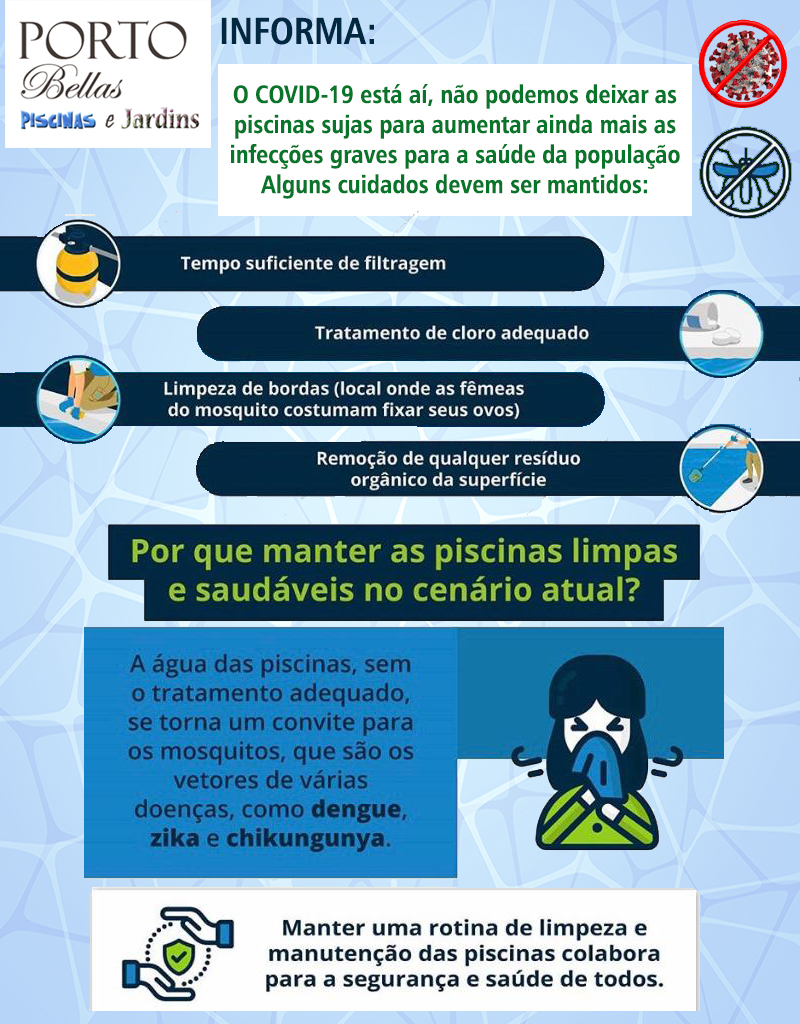 PORTO
Bellas
PISCINAS e Jardins
INFORMA:
O COVID-19 está aí, não podemos deixar as
piscinas sujas para aumentar ainda mais as
infecções graves para a saúde da população
Alguns cuidados devem ser mantidos:
Tempo suficiente de filtragem
Tratamento de cloro adequado
Limpeza de bordas (local onde as fêmeas
do mosquito costumam fixar seus ovos)
Remoção de qualquer resíduo
orgânico da superfície
Por que manter as piscinas limpas
e saudáveis no cenário atual?
A água das piscinas, sem
o tratamento adequado,
se torna um convite para
os mosquitos, que são os
vetores de várias
doenças, como dengue,
zika e chikungunya.
Manter uma rotina de limpeza e
manutenção das piscinas colabora
para a segurança e saúde de todos.